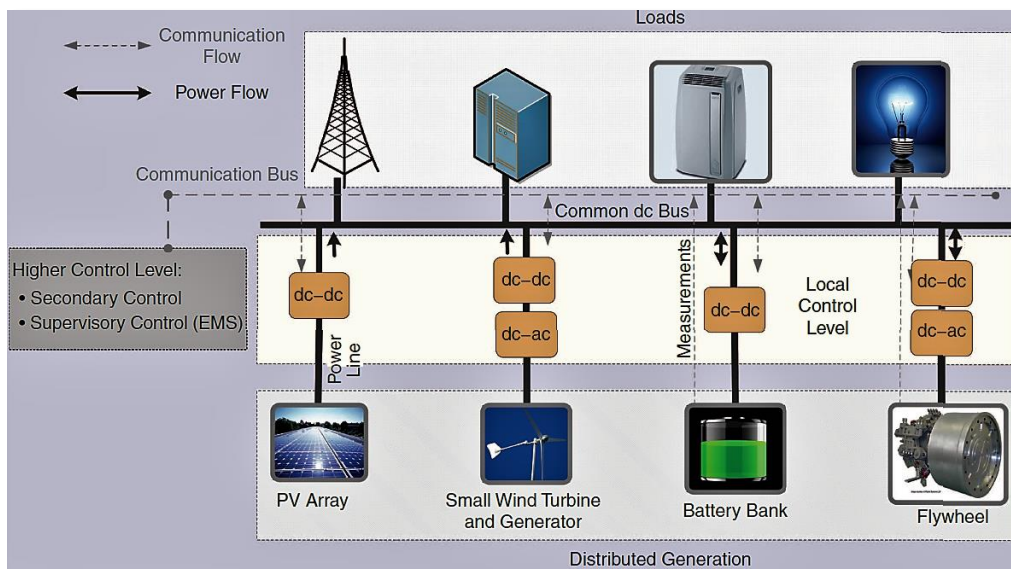 Loads
Communication
Flow
Power Flow
Communication Bus
Common dc Bus
Higher Control Level:
• Secondary Control
• Supervisory Control (EMS)
dc–dc
dc–dc
dc–ac
dc–dc
dc–dc
dc–ac
Measurements
Local
Control
Level
Power
Line
PV Array
Small Wind Turbine
and Generator
Battery Bank
Flywheel
Distributed Generation